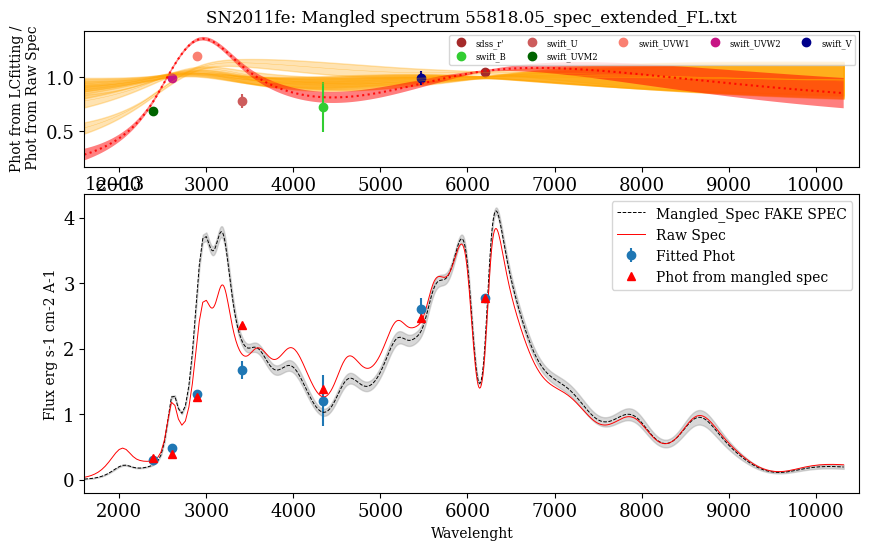 SN2011fe: Mangled spectrum 55818.05_spec_extended_FL.txt
Phot from LCfitting /
Phot from Raw Spec
1.0
0.5
sdss_r'
swift_B
swift_U
swift_UVM2
swift_UVW1
swift_UVW2
swift_V
2000 3000 4000 5000 6000 7000 8000 9000 10000
1e−13
Flux erg s-1 cm-2 A-1
4
3
2
1
0
Mangled_Spec FAKE SPEC
Raw Spec
Fitted Phot
Phot from mangled spec
2000 3000 4000 5000 6000 7000 8000 9000 10000
Wavelenght